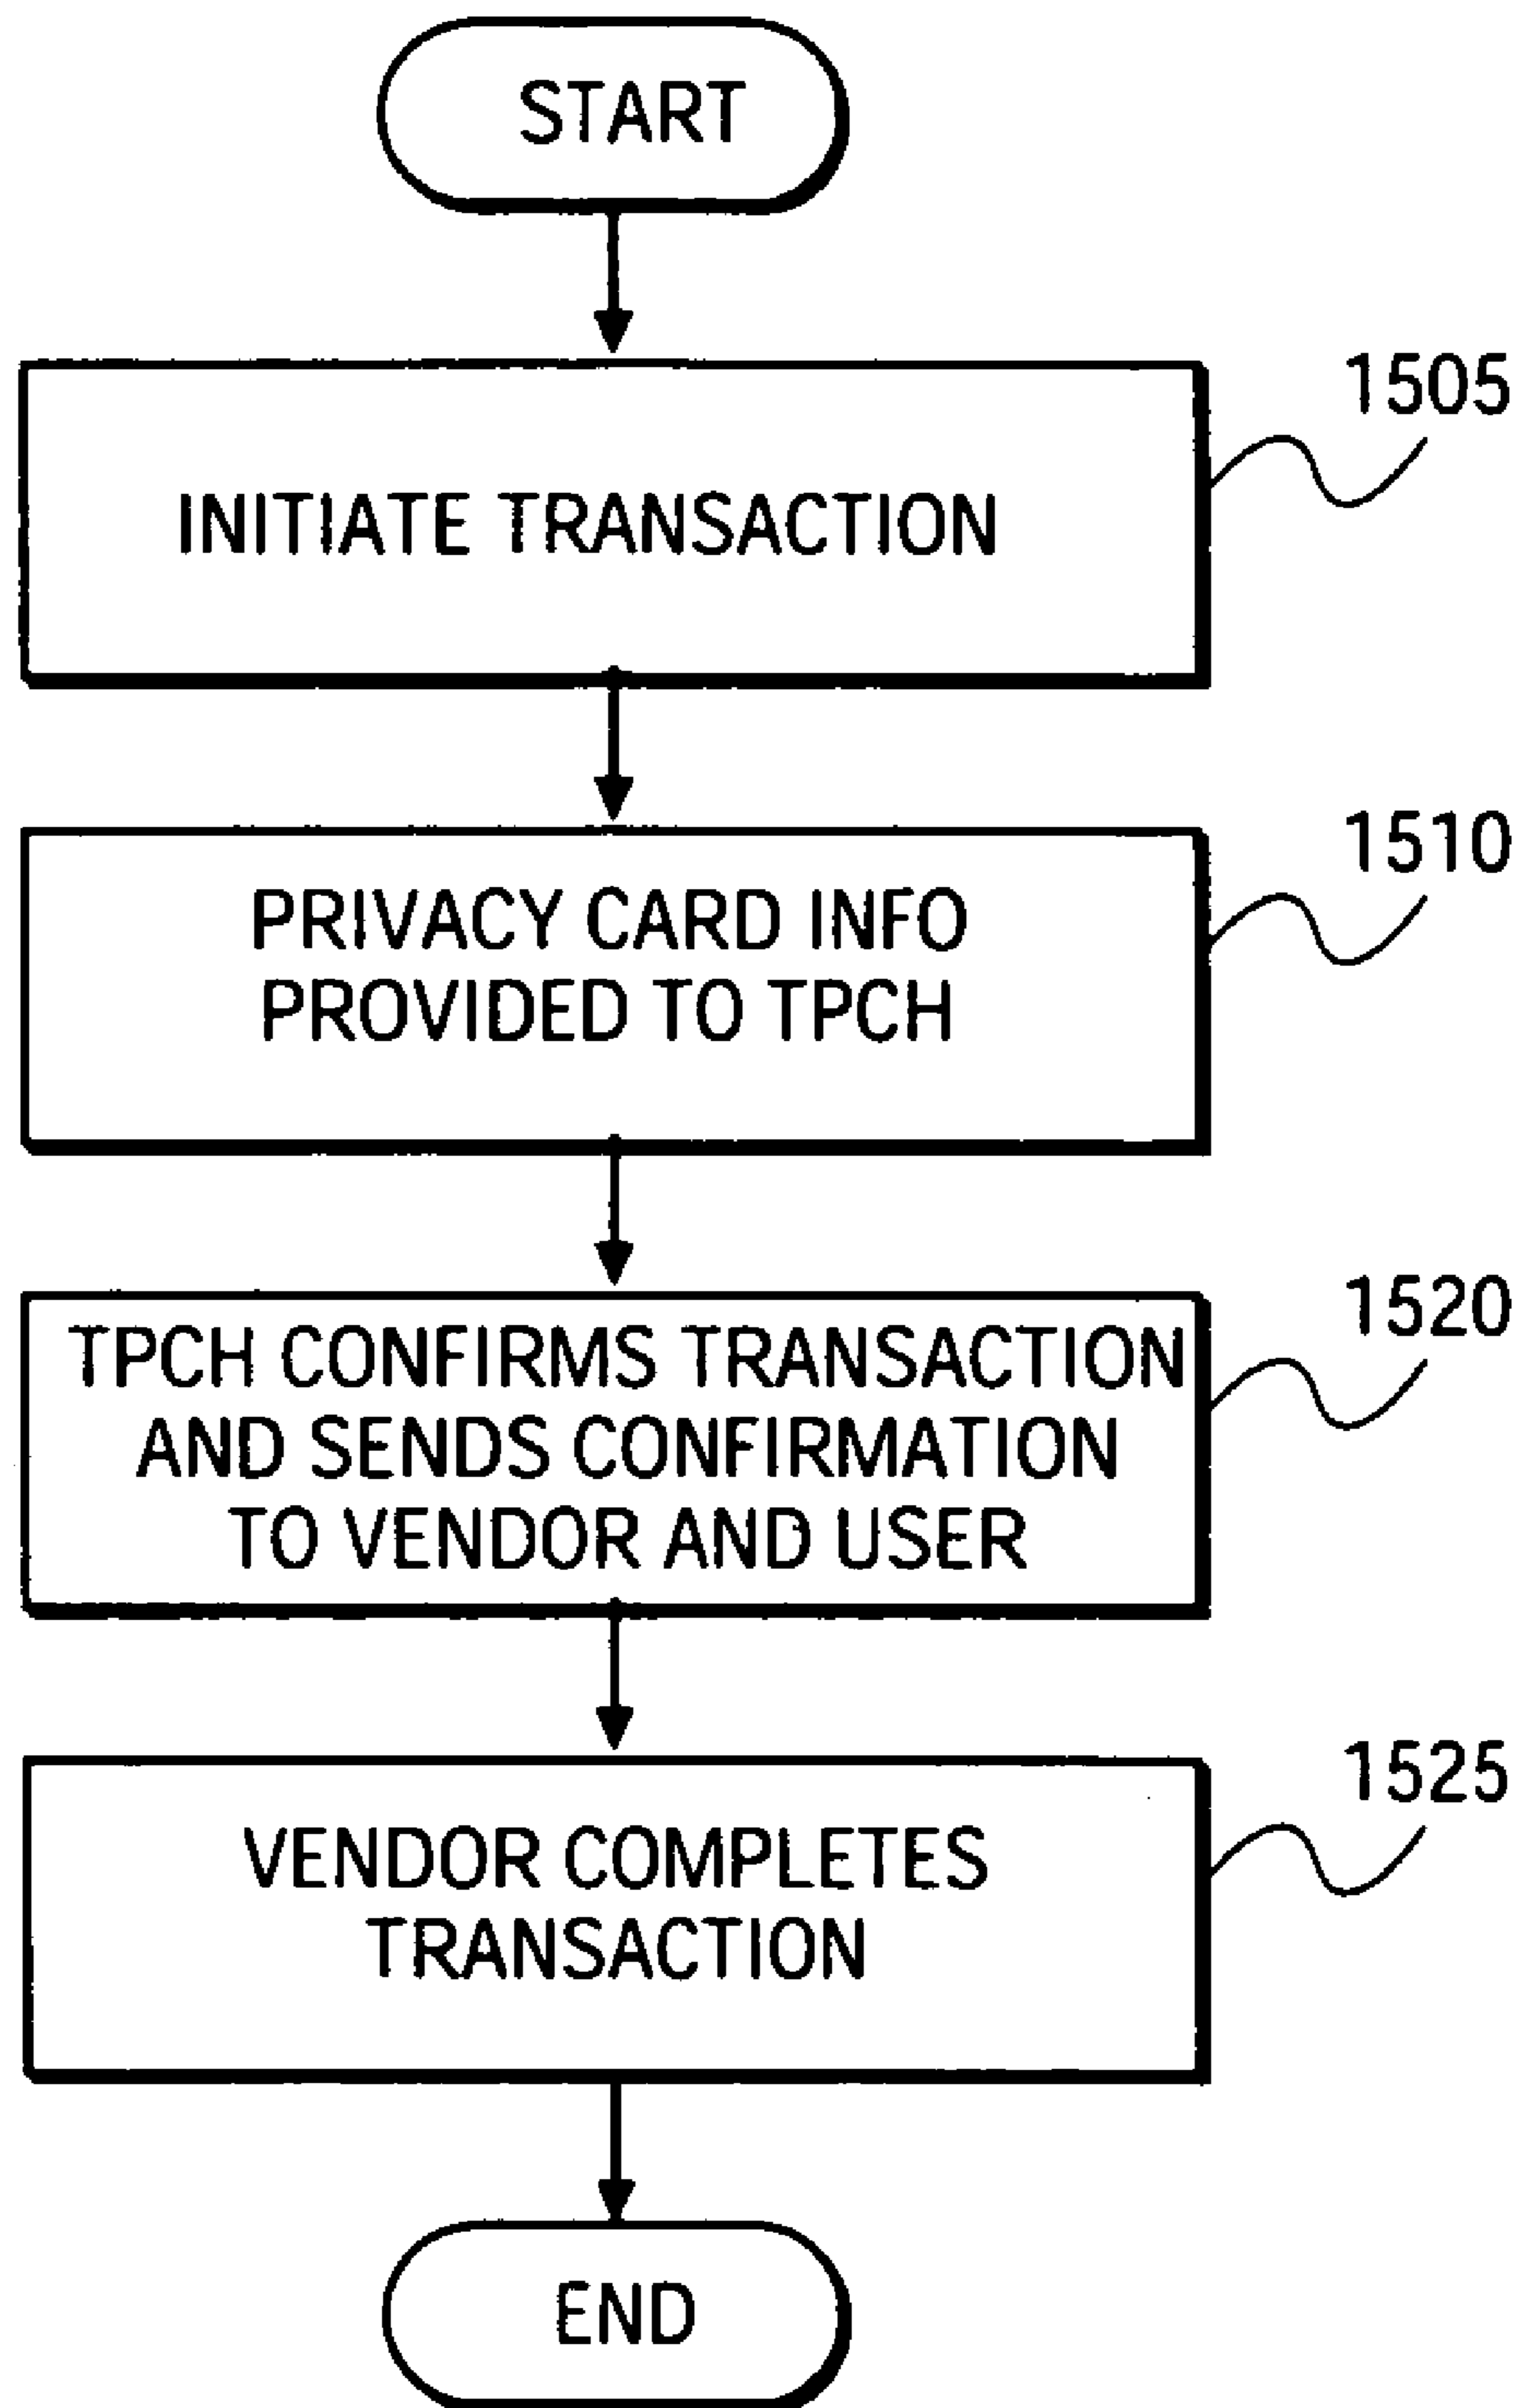 START
1505
INITIATE TRANSACTION
1510
PRIVACY CARD INFO
PROVIDED TO TPCH
1520
TPCH CONFIRMS TRANSACTION
AND SENDS CONFIRMATION
TO VENDOR AND USER
1525
VENDOR COMPLETES
TRANSACTION
END